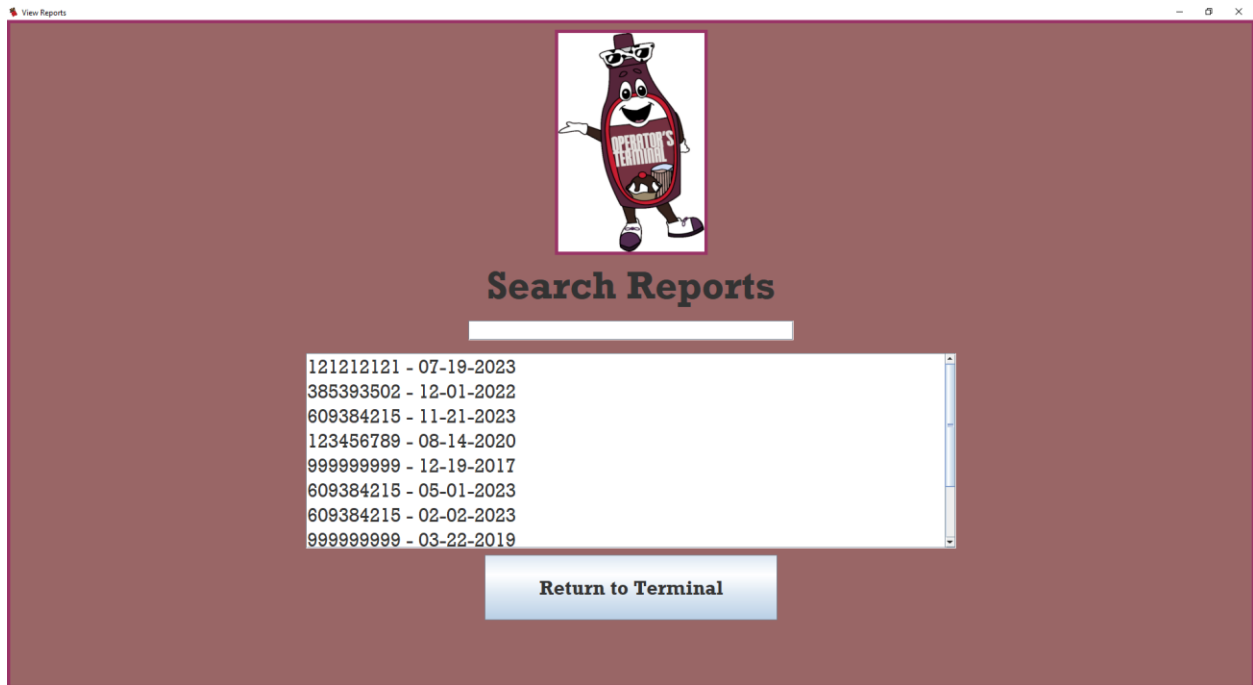 View Reports
OPERATOR'S
TERMINAL
Search Reports
121212121 - 07-19-2023
385393502 - 12-01-2022
609384215 - 11-21-2023
123456789 - 08-14-2020
999999999 - 12-19-2017
609384215 - 05-01-2023
609384215 - 02-02-2023
999999999 - 03-22-2019
Return to Terminal